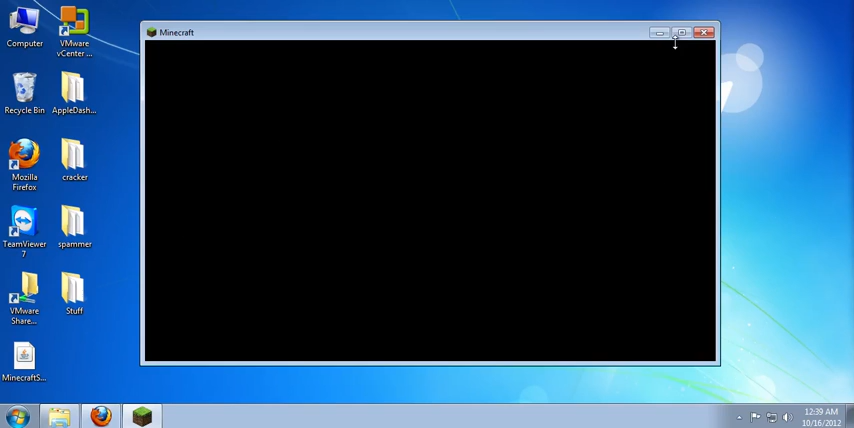 Minecraft
Computer
VMware
vCenter ...
Recycle Bin
AppleDash...
Mozilla
Firefox
cracker
TeamViewer
7
spammer
VMware
Share...
Stuff
MinecraftS...
12:39 AM
10/16/2012